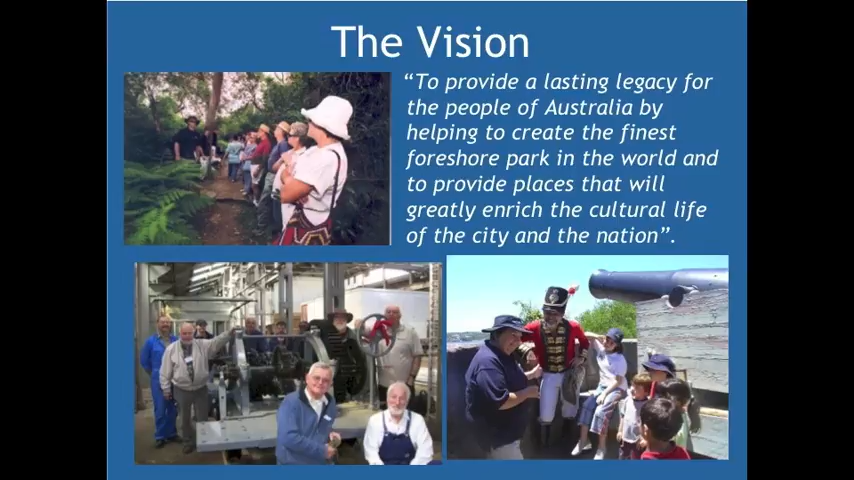 The Vision
“To provide a lasting legacy for
the people of Australia by
helping to create the finest
foreshore park in the world and
to provide places that will
greatly enrich the cultural life
of the city and the nation”.